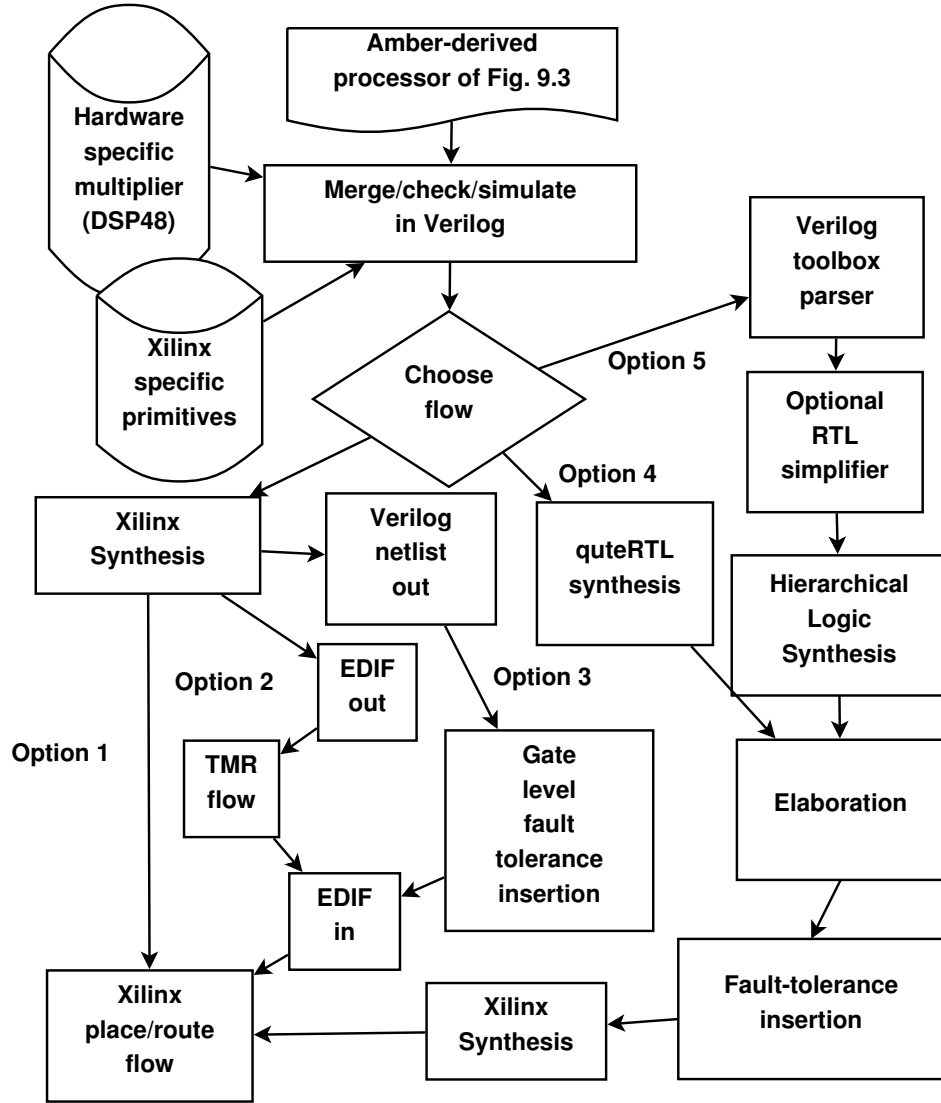 Amber-derived
processor of Fig. 9.3
Hardware
specific
multiplier
(DSP48)
Merge/check/simulate
in Verilog
Verilog
toolbox
parser
Xilinx
specific
primitives
Choose
flow
Option 5
Optional
RTL
simplifier
Option 4
Xilinx
Synthesis
Verilog
netlist
out
quteRTL
synthesis
Hierarchical
Logic
Synthesis
Option 2
EDIF
out
Option 3
Option 1
TMR
flow
Gate
level
fault
tolerance
insertion
Elaboration
EDIF
in
Xilinx
place/route
flow
Xilinx
Synthesis
Fault-tolerance
insertion